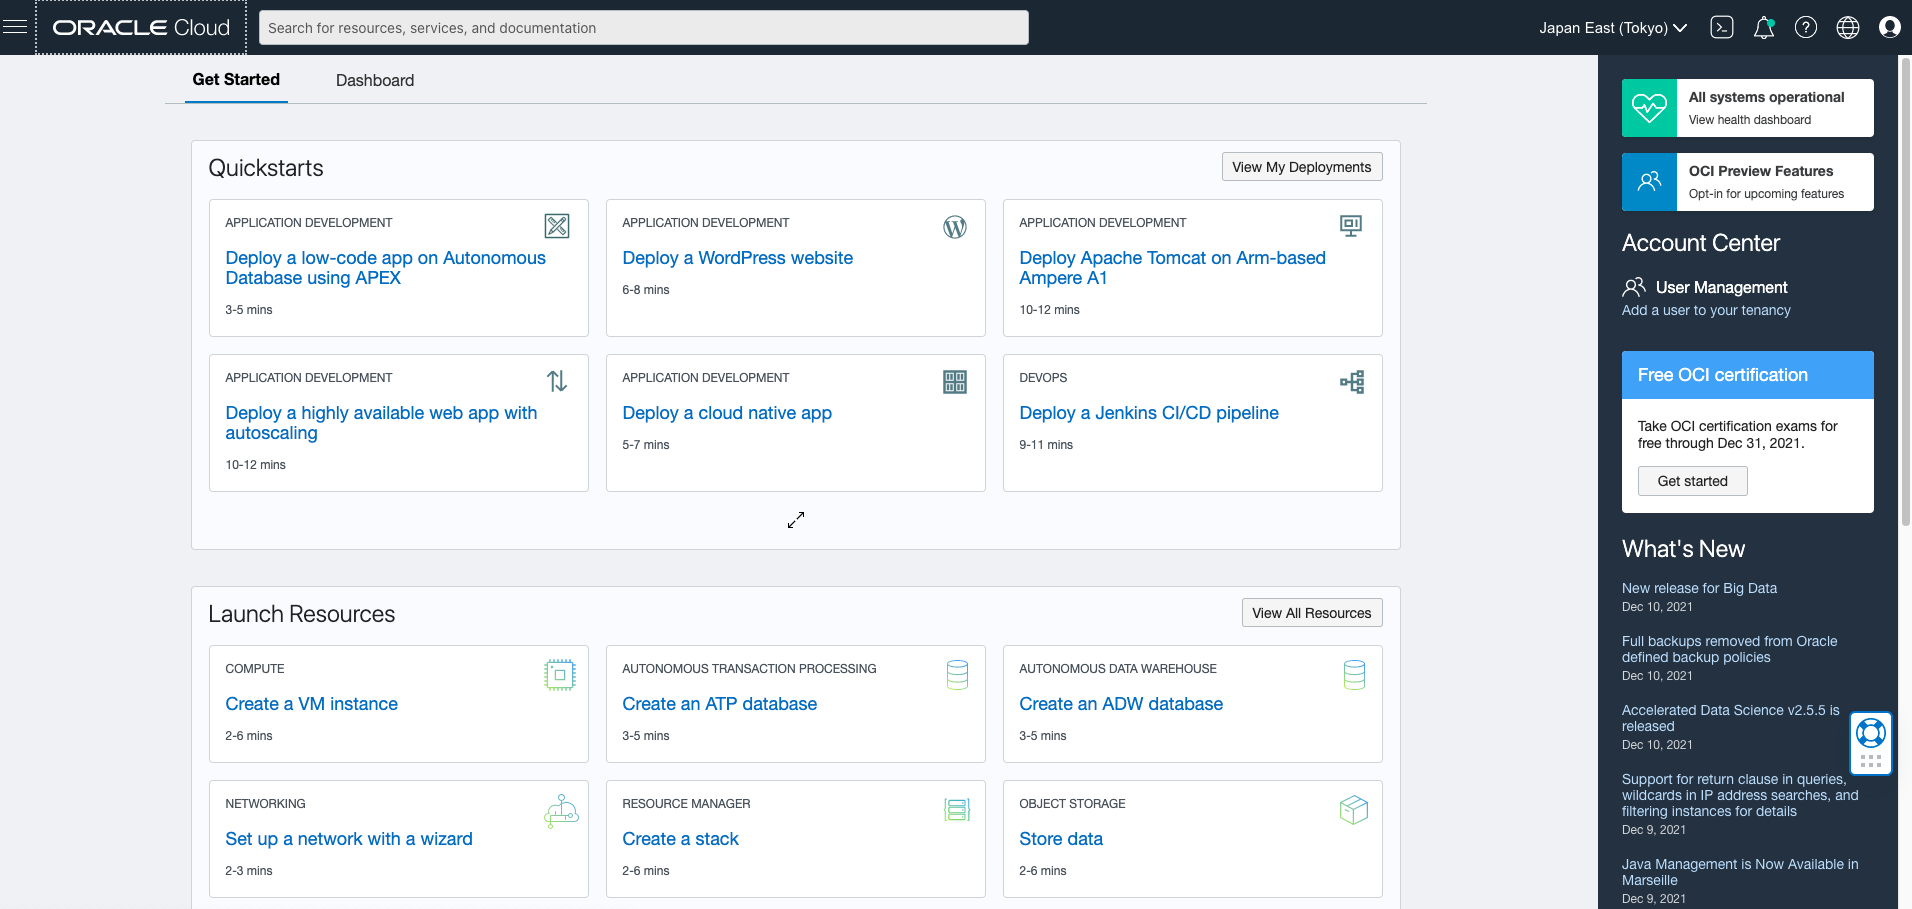 ORACLE Cloud
Search for resources, services, and documentation
Japan East (Tokyo)
Get Started
Dashboard
Quickstarts
View My Deployments
APPLICATION DEVELOPMENT
Deploy a low-code app on Autonomous
Database using APEX
3-5 mins
APPLICATION DEVELOPMENT
Deploy a WordPress website
6-8 mins
APPLICATION DEVELOPMENT
Deploy Apache Tomcat on Arm-based
Ampere A1
10-12 mins
APPLICATION DEVELOPMENT
Deploy a highly available web app with
autoscaling
10-12 mins
APPLICATION DEVELOPMENT
Deploy a cloud native app
5-7 mins
DEVOPS
Deploy a Jenkins CI/CD pipeline
9-11 mins
Launch Resources
View All Resources
COMPUTE
Create a VM instance
2-6 mins
AUTONOMOUS TRANSACTION PROCESSING
Create an ATP database
3-5 mins
AUTONOMOUS DATA WAREHOUSE
Create an ADW database
3-5 mins
NETWORKING
Set up a network with a wizard
2-3 mins
RESOURCE MANAGER
Create a stack
2-6 mins
OBJECT STORAGE
Store data
2-6 mins
All systems operational
View health dashboard
OCI Preview Features
Opt-in for upcoming features
Account Center
User Management
Add a user to your tenancy
Free OCI certification
Take OCI certification exams for
free through Dec 31, 2021.
Get started
What's New
New release for Big Data
Dec 10, 2021
Full backups removed from Oracle
defined backup policies
Dec 10, 2021
Accelerated Data Science v2.5.5 is
released
Dec 10, 2021
Support for return clause in queries,
wildcards in IP address searches, and
filtering instances for details
Dec 9, 2021
Java Management is Now Available in
Marseille
Dec 9, 2021